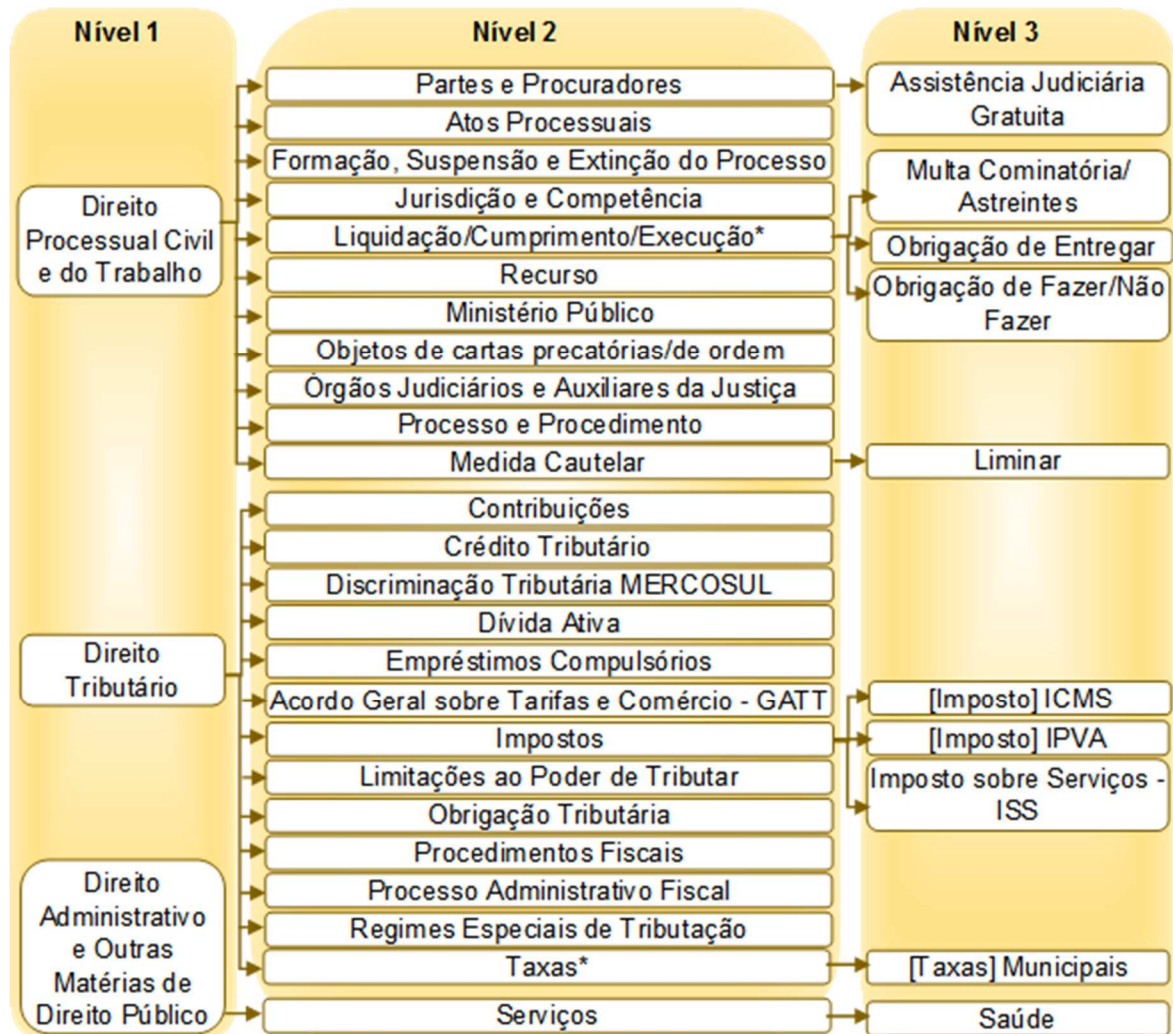 Nível 1
Nível 2
Nível 3
Direito
Processual Civil
e do Trabalho
Partes e Procuradores
Atos Processuais
Formação, Suspensão e Extinção do Processo
Jurisdição e Competência
Liquidação/Cumprimento/Execução*
Recurso
Ministério Público
Objetos de cartas precatórias/de ordem
Órgãos Judiciários e Auxiliares da Justiça
Processo e Procedimento
Medida Cautelar
Assistência Judiciária
Gratuita
Multa Cominatória/
Astreintes
Obrigação de Entregar
Obrigação de Fazer/Não
Fazer
Liminar
Direito
Tributário
Contribuições
Crédito Tributário
Discriminação Tributária MERCOSUL
Dívida Ativa
Empréstimos Compulsórios
Acordo Geral sobre Tarifas e Comércio - GATT
Impostos
Limitações ao Poder de Tributar
Obrigação Tributária
Procedimentos Fiscais
Processo Administrativo Fiscal
Regimes Especiais de Tributação
Taxas*
[Imposto] ICMS
[Imposto] IPVA
Imposto sobre Serviços -
ISS
[Taxas] Municipais
Direito
Administrativo
e Outras
Matérias de
Direito Público
Serviços
Saúde